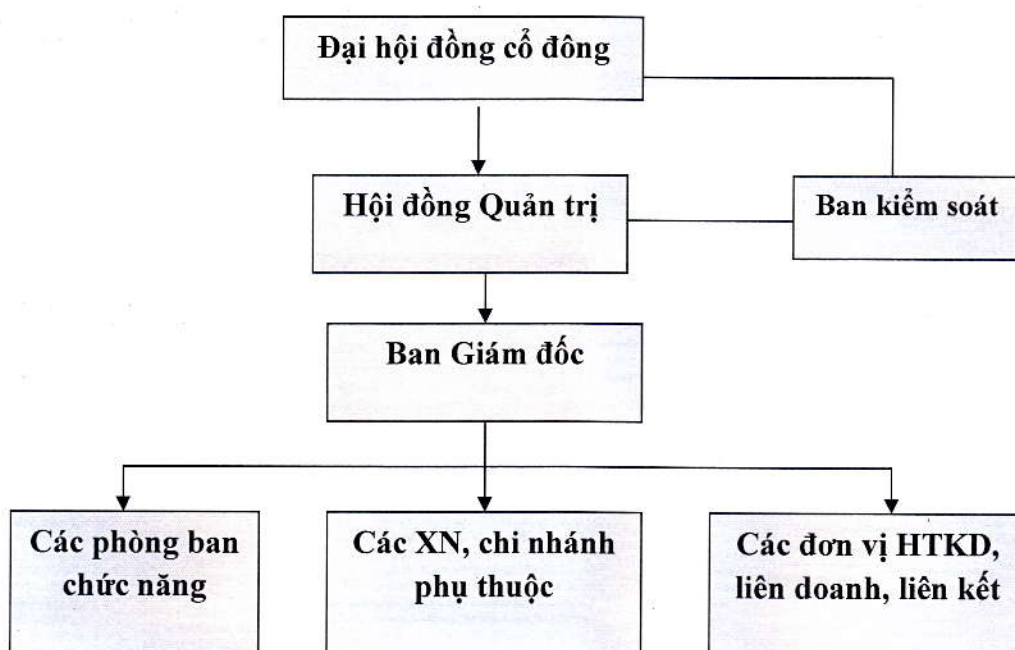 Đại hội đồng cổ đông
Hội đồng Quản trị
Ban kiểm soát
Ban Giám đốc
Các phòng ban
chức năng
Các XN, chi nhánh
phụ thuộc
Các đơn vị HTKD,
liên doanh, liên kết